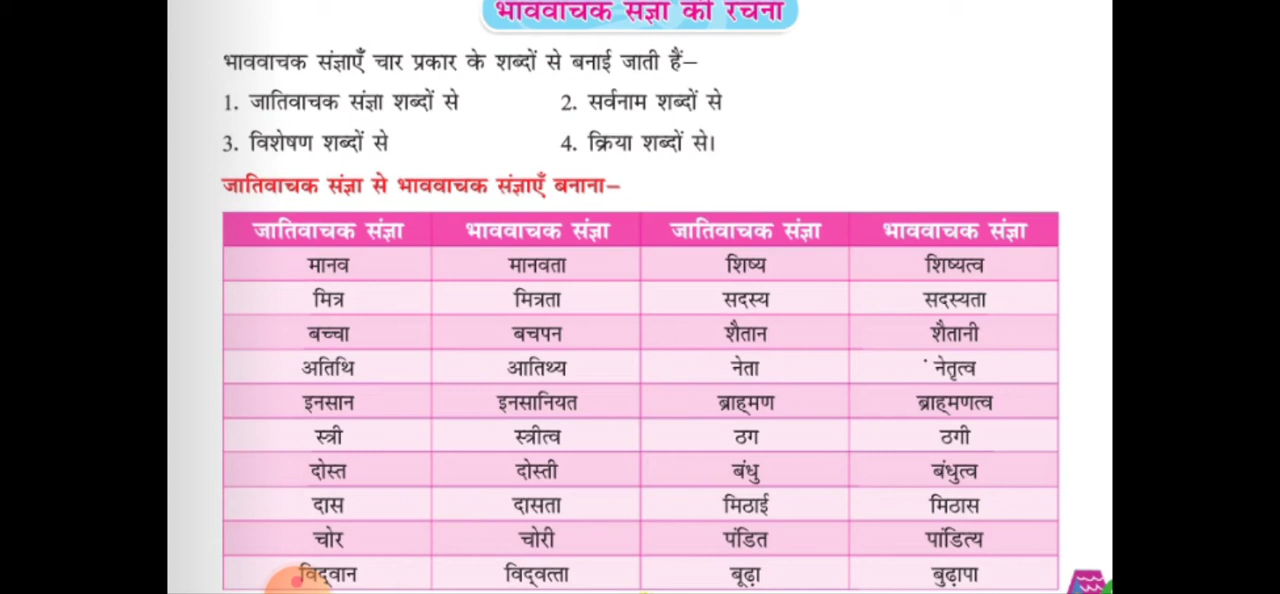 भाववाचक संज्ञा की रचना
भाववाचक संज्ञाएँ चार प्रकार के शब्दों से बनाई जाती हैं–
1. जातिवाचक संज्ञा शब्दों से 2. सर्वनाम शब्दों से
3. विशेषण शब्दों से 4. क्रिया शब्दों से।
जातिवाचक संज्ञा से भाववाचक संज्ञाएँ बनाना–
जातिवाचक संज्ञा भाववाचक संज्ञा जातिवाचक संज्ञा भाववाचक संज्ञा
मानव मानवता शिष्य शिष्यत्व
मित्र मित्रता सदस्य सदस्यता
बच्चा बचपन शैतान शैतानी
अतिथि आतिथ्य नेता नेतृत्व
इनसान इनसानियत ब्राह्मण ब्राह्मणत्व
स्त्री स्त्रीत्व ठग ठगी
दोस्त दोस्ती बंधु बंधुत्व
दास दासता मिठाई मिठास
चोर चोरी पंडित पांडित्य
विद्वान विद्वत्ता बूढ़ा बुढ़ापा